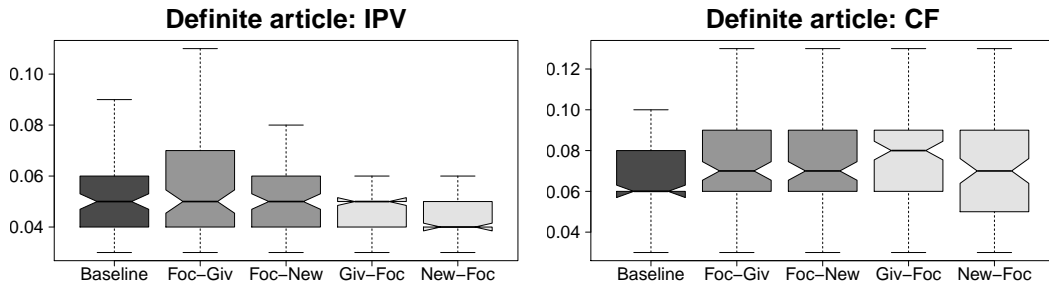 Definite article: IPV
0.10
0.08
0.06
0.04
Baseline Foc–Giv Foc–New Giv–Foc New–Foc
Definite article: CF
0.12
0.10
0.08
0.06
0.04
Baseline Foc–Giv Foc–New Giv–Foc New–Foc